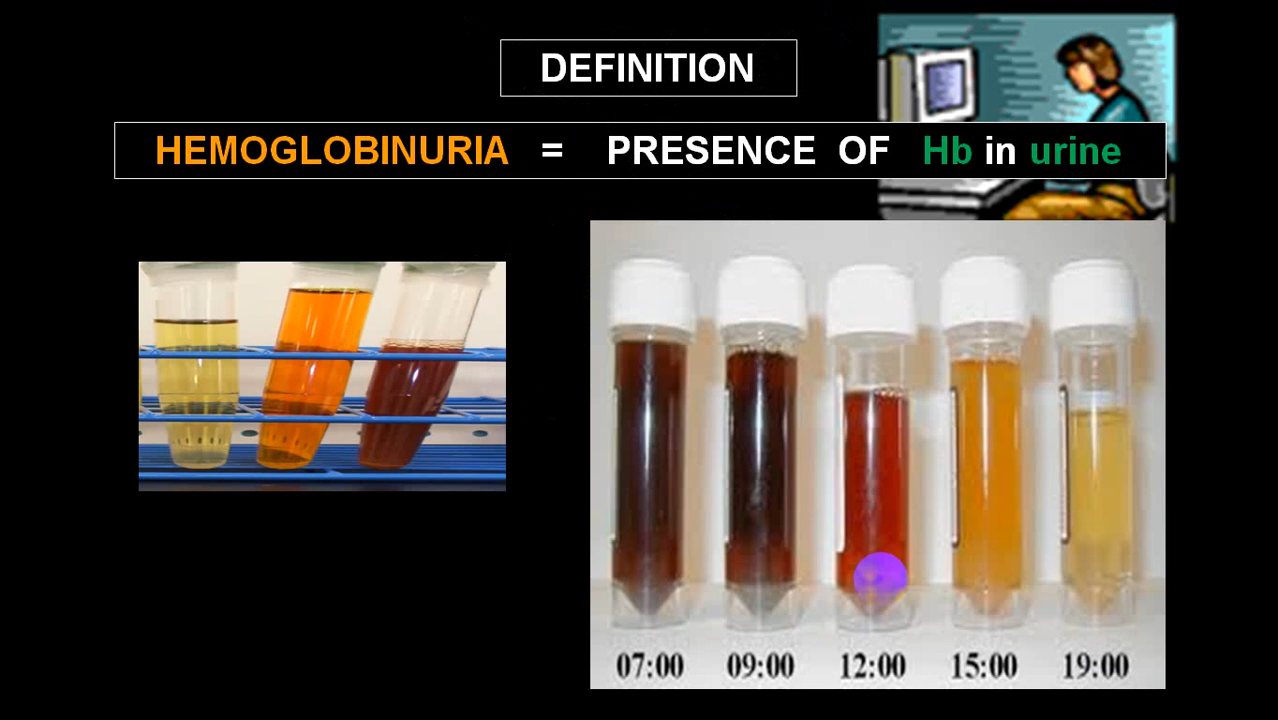 DEFINITION
HEMOGLOBINURIA = PRESENCE OF Hb in urine
07:00 09:00 12:00 15:00 19:00